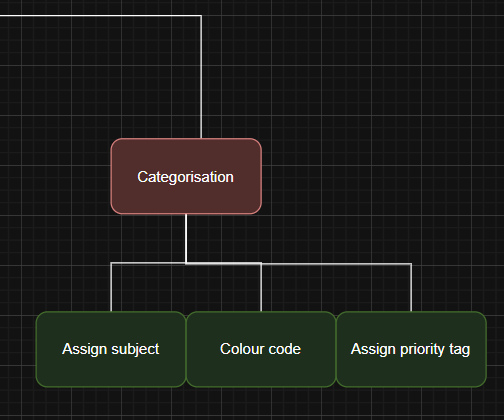 Categorisation
Assign subject
Colour code
Assign priority tag